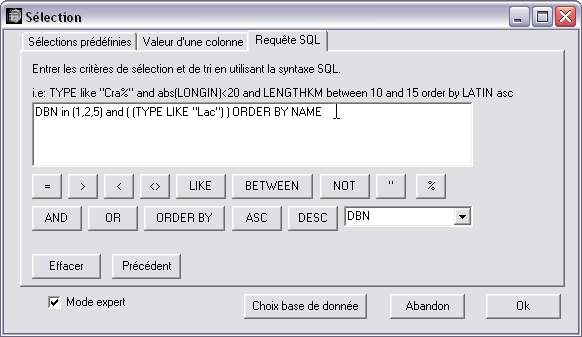 Sélection
Sélections prédéfinies Valeur d'une colonne Requête SQL
Entrer les critères de sélection et de tri en utilisant la syntaxe SQL.
i.e: TYPE like "Cra%" and abs(LONGIN)<20 and LENGTHKM between 10 and 15 order by LATIN asc
DBN in (1,2,5) and ( (TYPE LIKE "Lac") ) ORDER BY NAME
= > < <> LIKE BETWEEN NOT " %
AND OR ORDER BY ASC DESC DBN
Effacer Précédent
Mode expert Choix base de donnée Abandon Ok